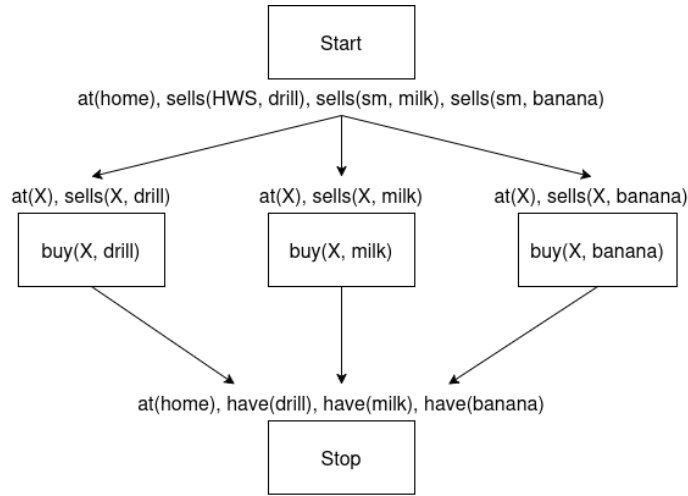 Start
at(home), sells(HWS, drill), sells(sm, milk), sells(sm, banana)
at(X), sells(X, drill)
at(X), sells(X, milk)
at(X), sells(X, banana)
buy(X, drill)
buy(X, milk)
buy(X, banana)
at(home), have(drill), have(milk), have(banana)
Stop